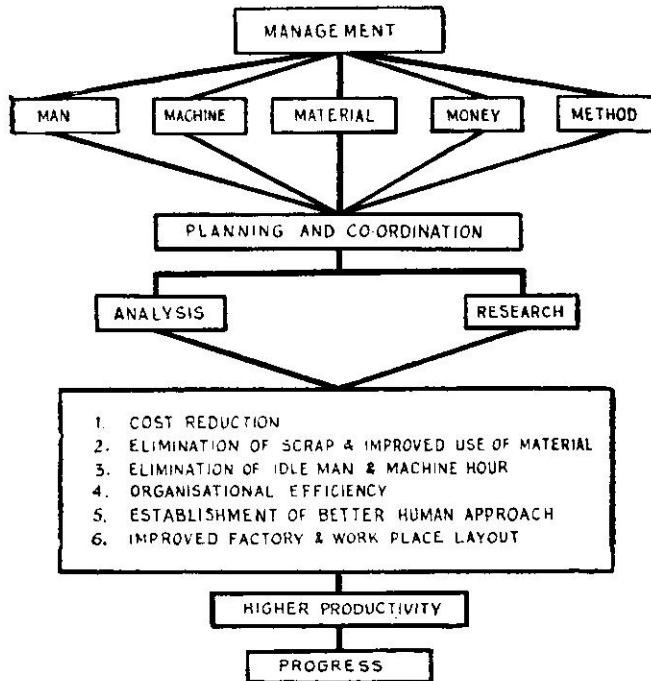 MANAGEMENT
MAN MACHINE MATERIAL MONEY METHOD
PLANNING AND CO-ORDINATION
ANALYSIS RESEARCH
1. COST REDUCTION
2. ELIMINATION OF SCRAP & IMPROVED USE OF MATERIAL
3. ELIMINATION OF IDLE MAN & MACHINE HOUR
4. ORGANISATIONAL EFFICIENCY
5. ESTABLISHMENT OF BETTER HUMAN APPROACH
6. IMPROVED FACTORY & WORK PLACE LAYOUT
HIGHER PRODUCTIVITY
PROGRESS